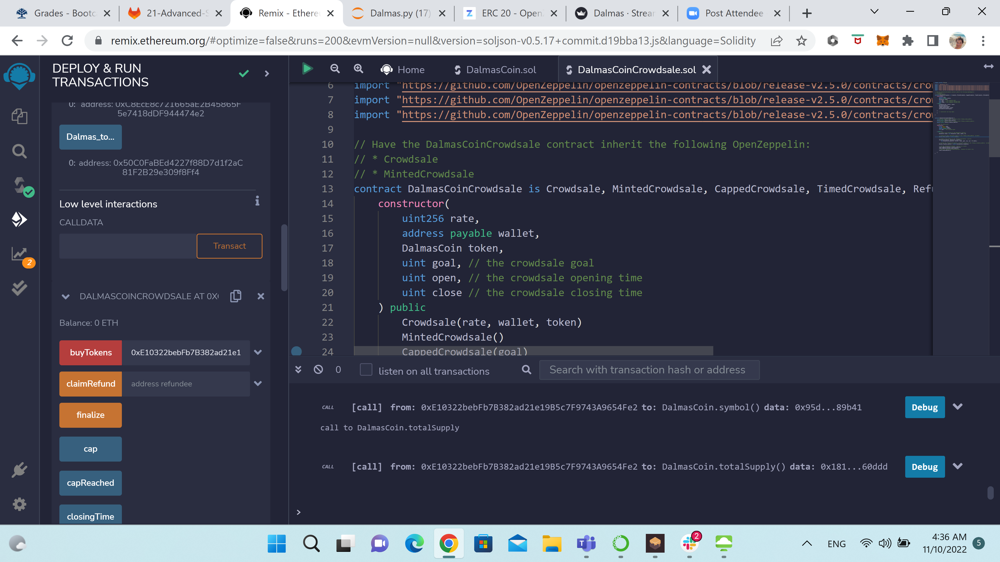 Grades - Bootc
21-Advanced-S
Remix - Ethere
Dalmas.py (17)
ERC 20 - Open
Dalmas · Strear
Post Attendee
remix.ethereum.org/#optimize=false&runs=200&evmVersion=null&version=soljson-v0.5.17+commit.d19bba13.js&language=Solidity
DEPLOY & RUN
TRANSACTIONS
0: address: 0xC8EcE8c721665aE2B45865F
5e7418dDF944474e2
Dalmas_to...
0: address: 0x50C0FaBEd4227f88D7d1f2aC
81F2B29e309f8Ff4
Low level interactions
CALLDATA
Transact
2
DALMASCOINCROWDSALE AT 0X
Balance: 0 ETH
buyTokens 0xE10322bebFb7B382ad21e1
claimRefund address refundee
finalize
cap
capReached
closingTime
Home
DalmasCoin.sol
DalmasCoinCrowdsale.sol
6 import "https://github.com/OpenZeppelin/openzeppelin-contracts/blob/release-v2.5.0/contracts/crow
7 import "https://github.com/OpenZeppelin/openzeppelin-contracts/blob/release-v2.5.0/contracts/crow
8 import "https://github.com/OpenZeppelin/openzeppelin-contracts/blob/release-v2.5.0/contracts/crow
9
10 // Have the DalmasCoinCrowdsale contract inherit the following OpenZeppelin:
11 // * Crowdsale
12 // * MintedCrowdsale
13 contract DalmasCoinCrowdsale is Crowdsale, MintedCrowdsale, CappedCrowdsale, TimedCrowdsale, Refu
14 constructor(
15 uint256 rate,
16 address payable wallet,
17 DalmasCoin token,
18 uint goal, // the crowdsale goal
19 uint open, // the crowdsale opening time
20 uint close // the crowdsale closing time
21 ) public
22 Crowdsale(rate, wallet, token)
23 MintedCrowdsale()
24 CappedCrowdsale(goal)
0 listen on all transactions Search with transaction hash or address
CALL [call] from: 0xE10322bebFb7B382ad21e19B5c7F9743A9654Fe2 to: DalmasCoin.symbol() data: 0x95d...89b41 Debug
call to DalmasCoin.totalSupply
CALL [call] from: 0xE10322bebFb7B382ad21e19B5c7F9743A9654Fe2 to: DalmasCoin.totalSupply() data: 0x181...60ddd Debug
>
2
ENG
4:36 AM
11/10/2022
5